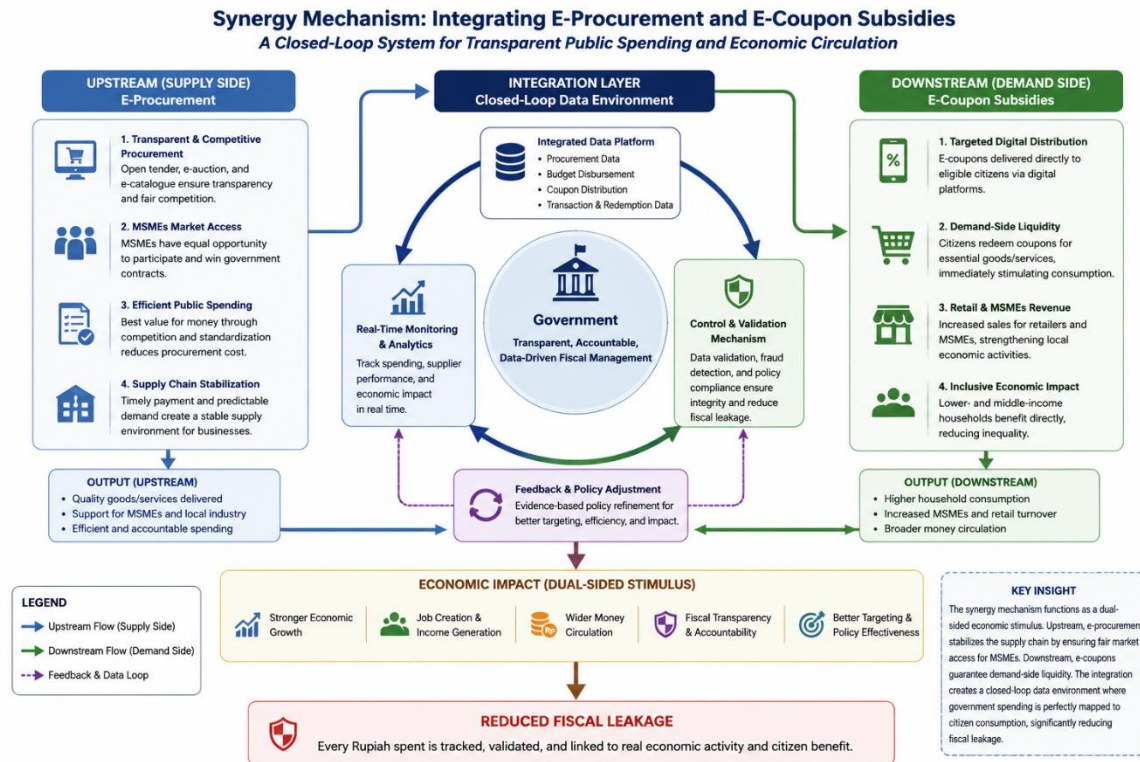 Synergy Mechanism: Integrating E-Procurement and E-Coupon Subsidies
A Closed-Loop System for Transparent Public Spending and Economic Circulation
UPSTREAM (SUPPLY SIDE)
E-Procurement
1. Transparent & Competitive
Procurement
Open tender, e-auction, and
e-catalogue ensure transparency
and fair competition.
2. MSMEs Market Access
MSMEs have equal opportunity
to participate and win government
contracts.
3. Efficient Public Spending
Best value for money through
competition and standardization
reduces procurement cost.
4. Supply Chain Stabilization
Timely payment and predictable
demand create a stable supply
environment for businesses.
OUTPUT (UPSTREAM)
• Quality goods/services delivered
• Support for MSMEs and local industry
• Efficient and accountable spending
INTEGRATION LAYER
Closed-Loop Data Environment
Integrated Data Platform
• Procurement Data
• Budget Disbursement
• Coupon Distribution
• Transaction & Redemption Data
Real-Time Monitoring
& Analytics
Track spending, supplier
performance, and
economic impact
in real time.
Government
Transparent, Accountable,
Data-Driven Fiscal Management
Control & Validation
Mechanism
Data validation, fraud
detection, and policy
compliance ensure
integrity and reduce
fiscal leakage.
Feedback & Policy Adjustment
Evidence-based policy refinement for
better targeting, efficiency, and impact.
DOWNSTREAM (DEMAND SIDE)
E-Coupon Subsidies
%
1. Targeted Digital Distribution
E-coupons delivered directly to
eligible citizens via digital
platforms.
2. Demand-Side Liquidity
Citizens redeem coupons for
essential goods/services,
immediately stimulating consumption.
3. Retail & MSMEs Revenue
Increased sales for retailers and
MSMEs, strengthening local
economic activities.
4. Inclusive Economic Impact
Lower- and middle-income
households benefit directly,
reducing inequality.
OUTPUT (DOWNSTREAM)
• Higher household consumption
• Increased MSMEs and retail turnover
• Broader money circulation
LEGEND
Upstream Flow (Supply Side)
Downstream Flow (Demand Side)
Feedback & Data Loop
ECONOMIC IMPACT (DUAL-SIDED STIMULUS)
Stronger Economic
Growth
Job Creation &
Income Generation
Rp
Wider Money
Circulation
Fiscal Transparency
& Accountability
Better Targeting &
Policy Effectiveness
REDUCED FISCAL LEAKAGE
Every Rupiah spent is tracked, validated, and linked to real economic activity and citizen benefit.
KEY INSIGHT
The synergy mechanism functions as a dual-
sided economic stimulus. Upstream, e-procuremen
stabilizes the supply chain by ensuring fair market
access for MSMEs. Downstream, e-coupons
guarantee demand-side liquidity. The integration
creates a closed-loop data environment where
government spending is perfectly mapped to
citizen consumption, significantly reducing
fiscal leakage.